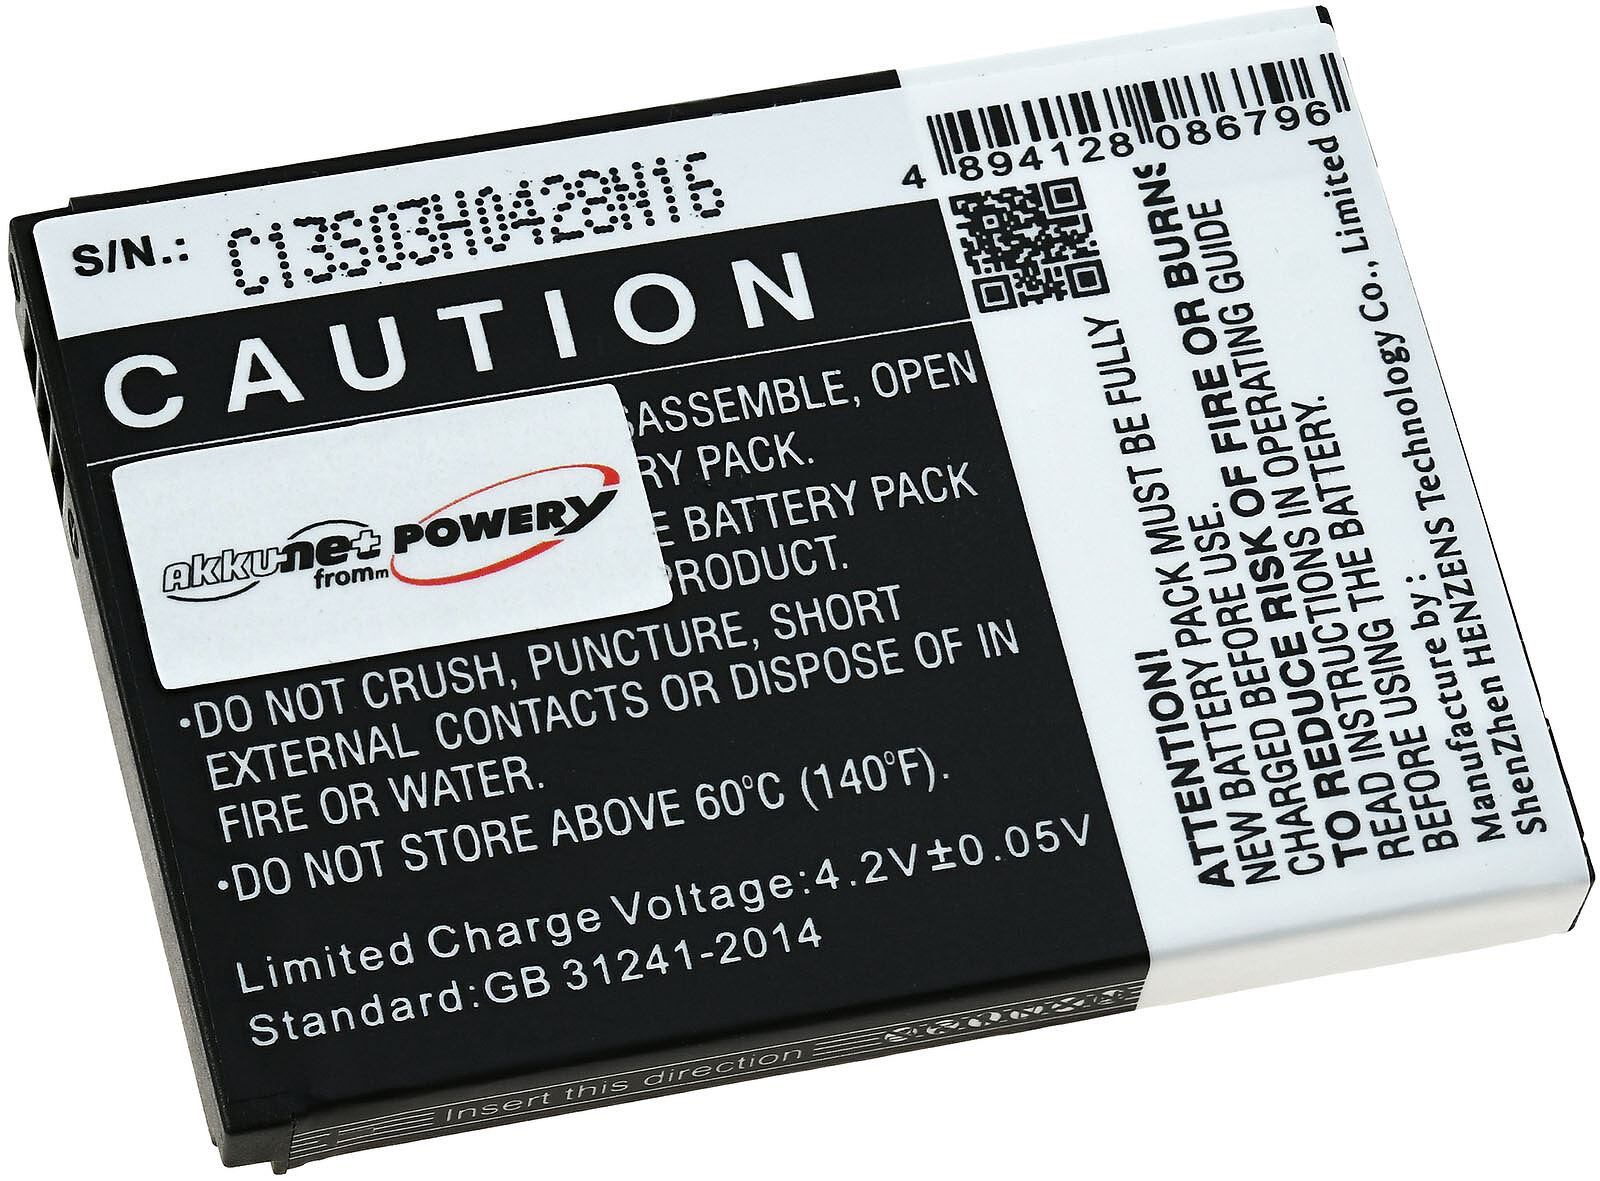 S/N.: C13S03H0428N16
CAUTION
SASSEMBLE, OPEN
RY PACK.
E BATTERY PACK
PRODUCT.
akku-net
fromm
POWERY
•DO NOT CRUSH, PUNCTURE, SHORT
EXTERNAL CONTACTS OR DISPOSE OF IN
FIRE OR WATER.
•DO NOT STORE ABOVE 60°C (140°F).
Limited Charge Voltage:4.2V±0.05V
Standard:GB 31241-2014
Insert this direction
4 894128 086796
ATTENTION!
NEW BATTERY PACK MUST BE FULLY
CHARGED BEFORE USE.
TO REDUCE RISK OF FIRE OR BURNS
READ INSTRUCTIONS IN OPERATING GUIDE
BEFORE USING THE BATTERY.
Manufacture by:
ShenZhen HENZENS Technology Co., Limited